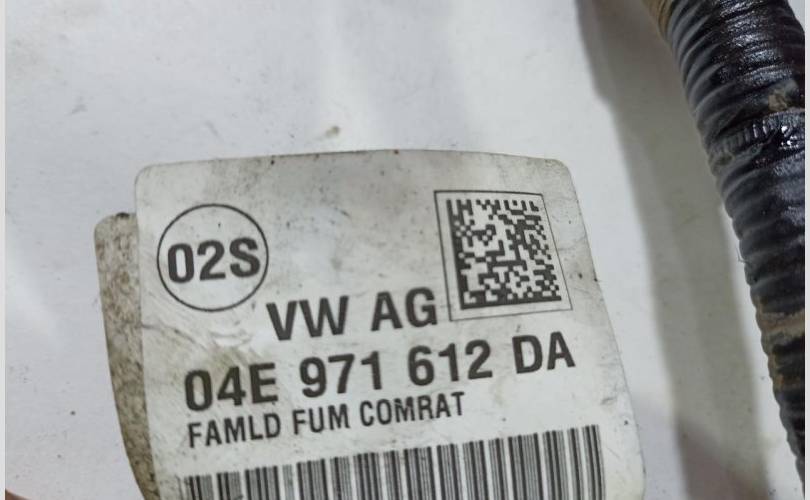 02S
VW AG
04E 971 612 DA
FAMLD FUM COMRAT